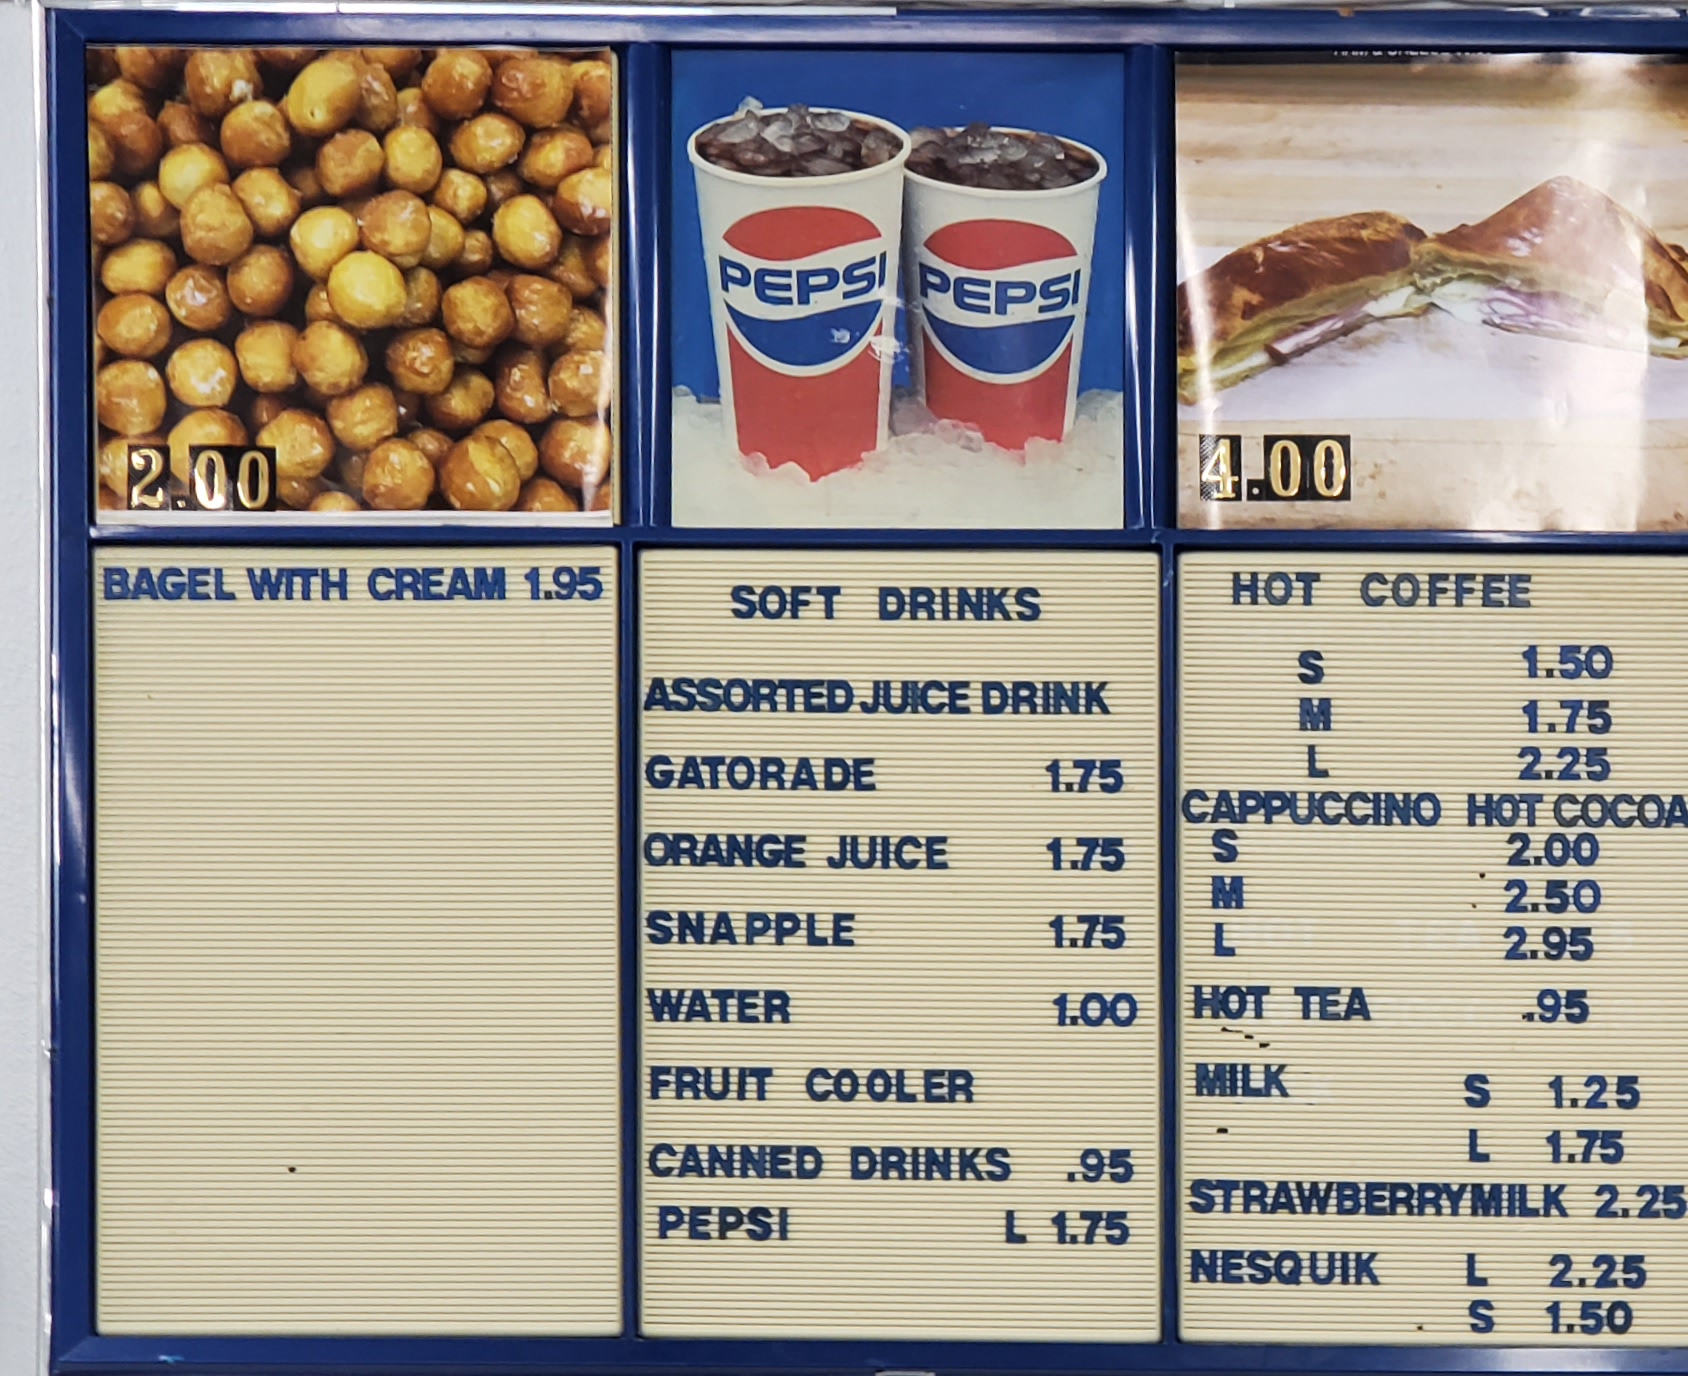 2.00
PEPSI
PEPSI
4.00
BAGEL WITH CREAM 1.95
SOFT DRINKS
ASSORTED JUICE DRINK
GATORADE 1.75
ORANGE JUICE 1.75
SNAPPLE 1.75
WATER 1.00
FRUIT COOLER
CANNED DRINKS .95
PEPSI L 1.75
HOT COFFEE
S 1.50
M 1.75
L 2.25
CAPPUCCINO HOT COCOA
S 2.00
M 2.50
L 2.95
HOT TEA .95
MILK S 1.25
L 1.75
STRAWBERRY MILK 2.25
NESQUIK L 2.25
S 1.50